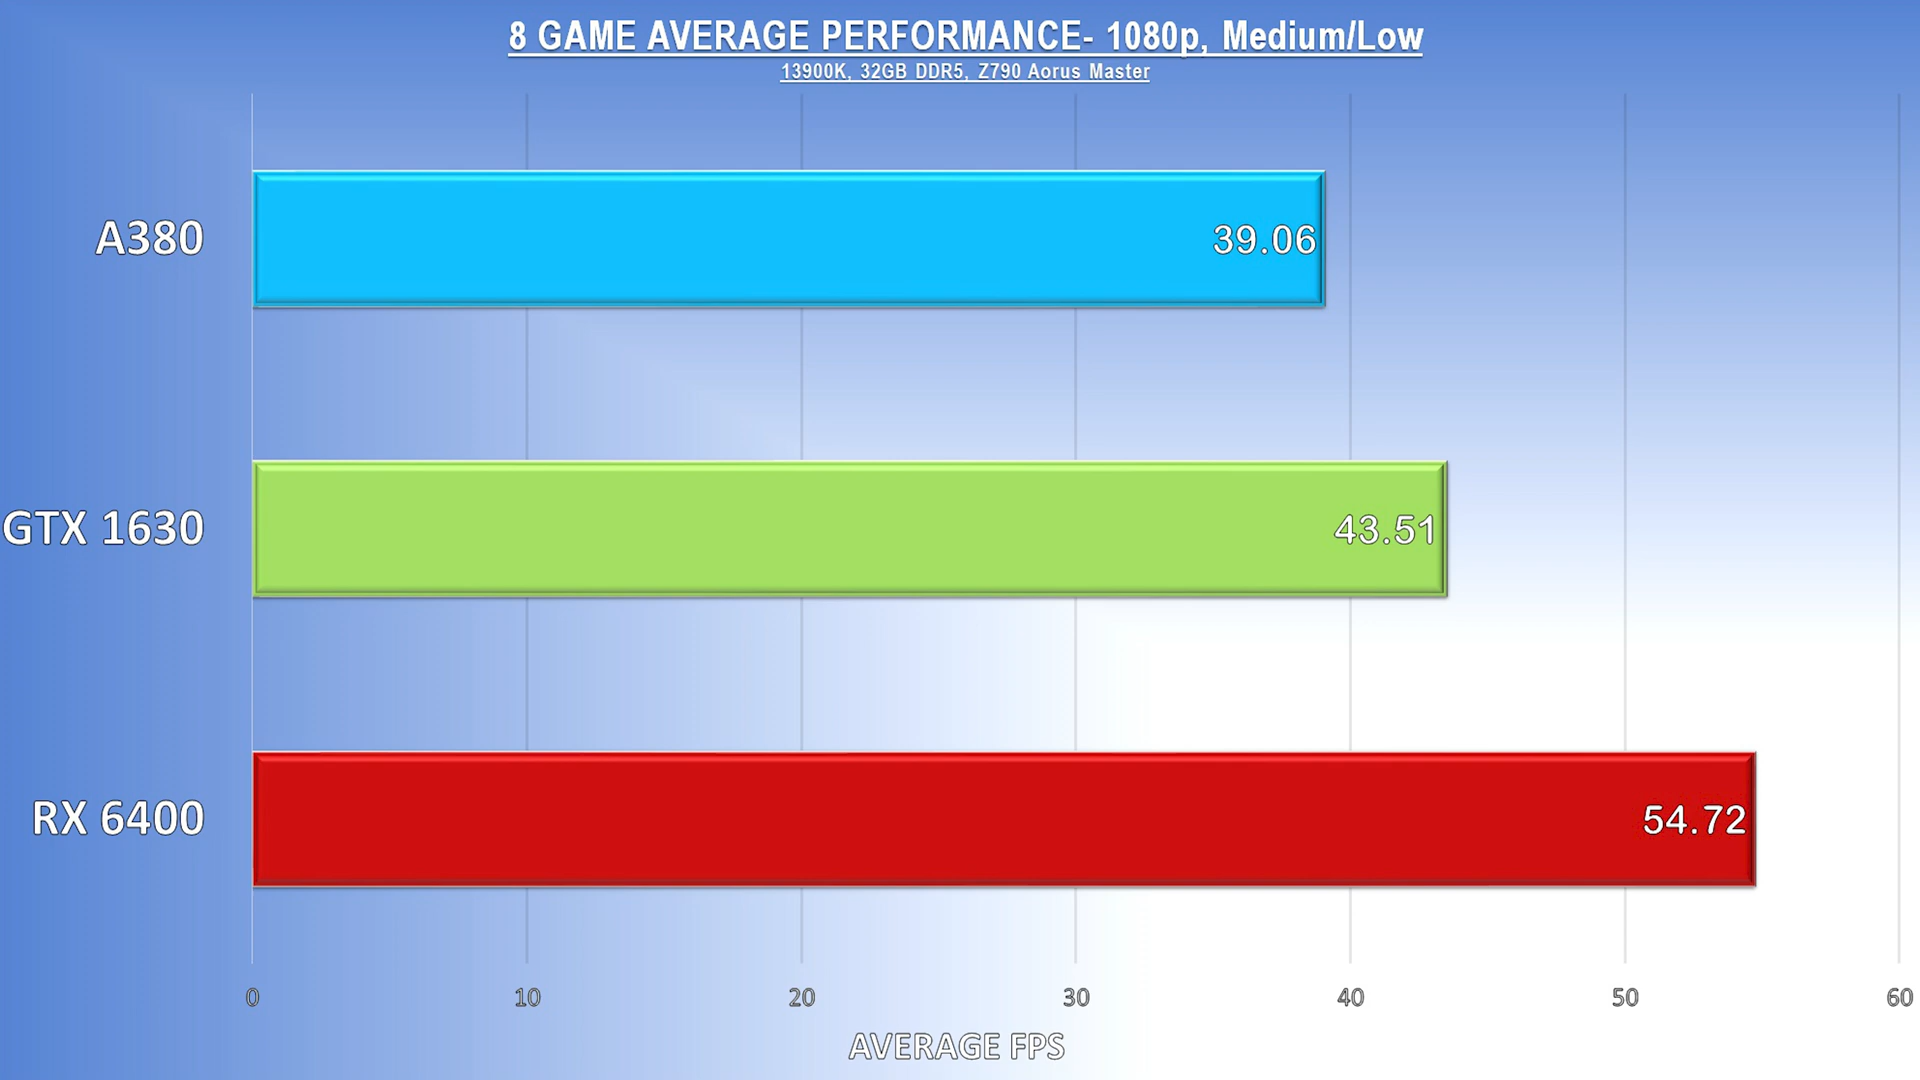 8 GAME AVERAGE PERFORMANCE- 1080p, Medium/Low
13900K, 32GB DDR5, Z790 Aorus Master
A380
39.06
GTX 1630
43.51
RX 6400
54.72
0 10 20 30 40 50 60
AVERAGE FPS